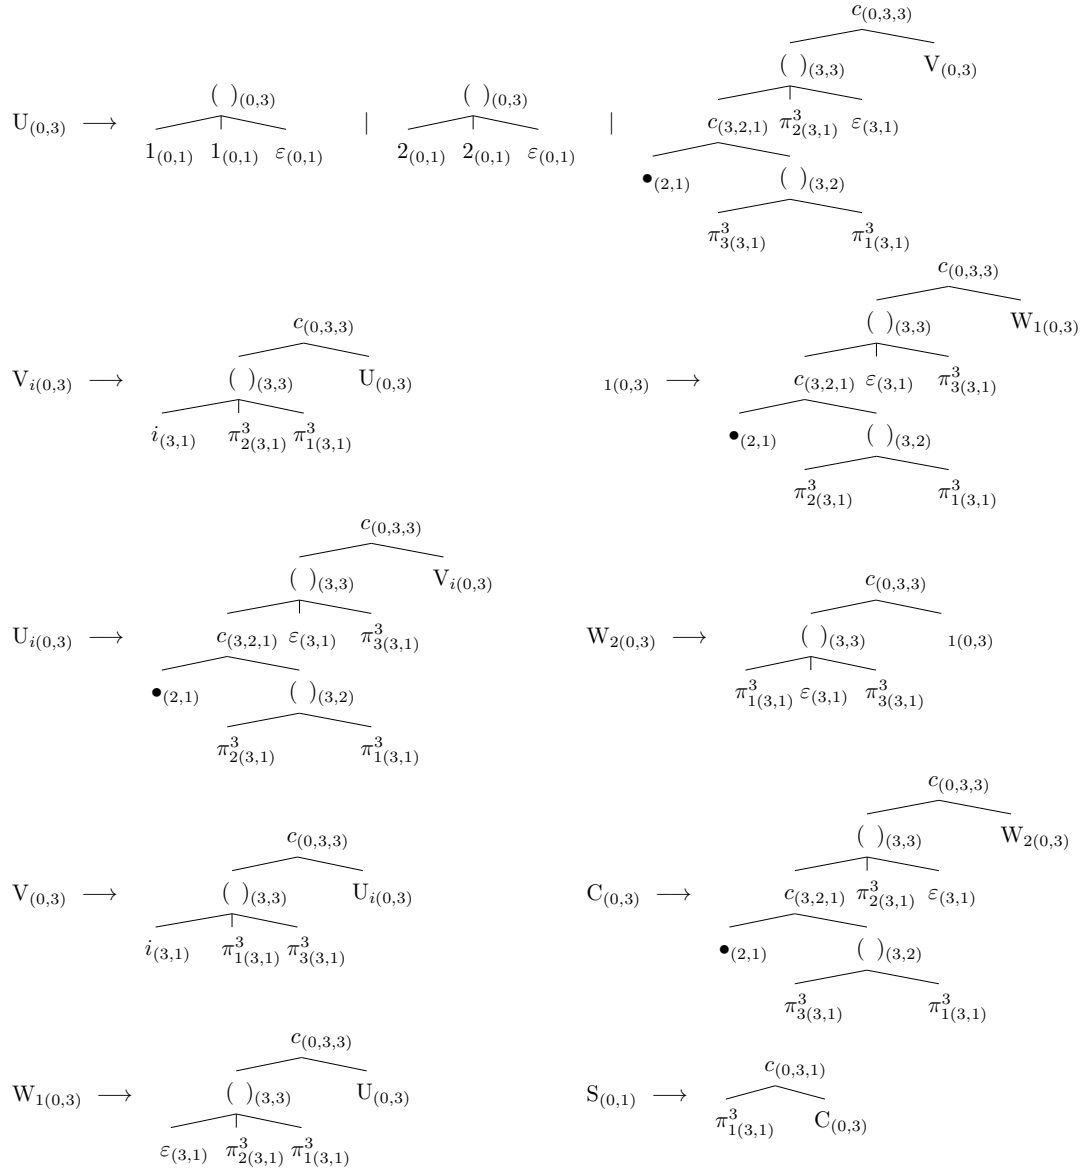 c(0,3,3)
( )(3,3) V(0,3)
U(0,3) ⟶ ( )(0,3) | ( )(0,3) | c(3,2,1) π³2(3,1) ε(3,1)
1(0,1) 1(0,1) ε(0,1) 2(0,1) 2(0,1) ε(0,1)
•(2,1) ( )(3,2)
π³3(3,1) π³1(3,1)
c(0,3,3)
( )(3,3) U(0,3)
Vi(0,3) ⟶
i(3,1) π³2(3,1) π³1(3,1)
c(0,3,3)
( )(3,3) W1(0,3)
1(0,3) ⟶ c(3,2,1) ε(3,1) π³3(3,1)
•(2,1) ( )(3,2)
π³2(3,1) π³1(3,1)
c(0,3,3)
( )(3,3) Vi(0,3)
Ui(0,3) ⟶ c(3,2,1) ε(3,1) π³3(3,1)
•(2,1) ( )(3,2)
π³2(3,1) π³1(3,1)
c(0,3,3)
W2(0,3) ⟶ ( )(3,3) 1(0,3)
π³1(3,1) ε(3,1) π³3(3,1)
c(0,3,3)
V(0,3) ⟶ ( )(3,3) Ui(0,3)
i(3,1) π³1(3,1) π³3(3,1)
c(0,3,3)
( )(3,3) W2(0,3)
C(0,3) ⟶ c(3,2,1) π³2(3,1) ε(3,1)
•(2,1) ( )(3,2)
π³3(3,1) π³1(3,1)
c(0,3,3)
W1(0,3) ⟶ ( )(3,3) U(0,3)
ε(3,1) π³2(3,1) π³1(3,1)
c(0,3,1)
S(0,1) ⟶ π³1(3,1) C(0,3)